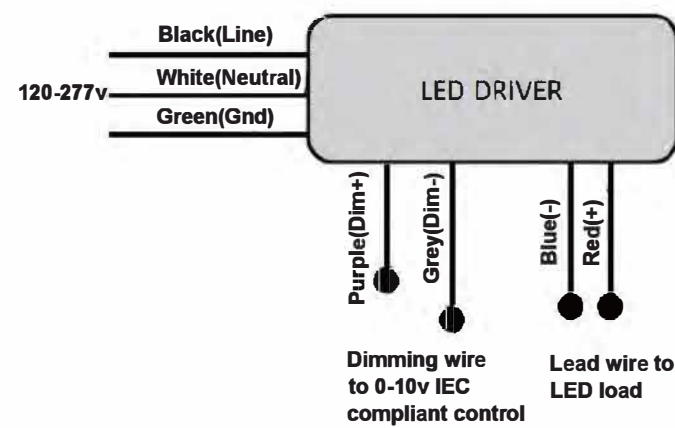 Black(Line)
120-277v
White(Neutral)
Green(Gnd)
LED DRIVER
Purple(Dim+)
Grey(Dim-)
Blue(-)
Red(+)
Dimming wire
to 0-10v IEC
compliant control
Lead wire to
LED load